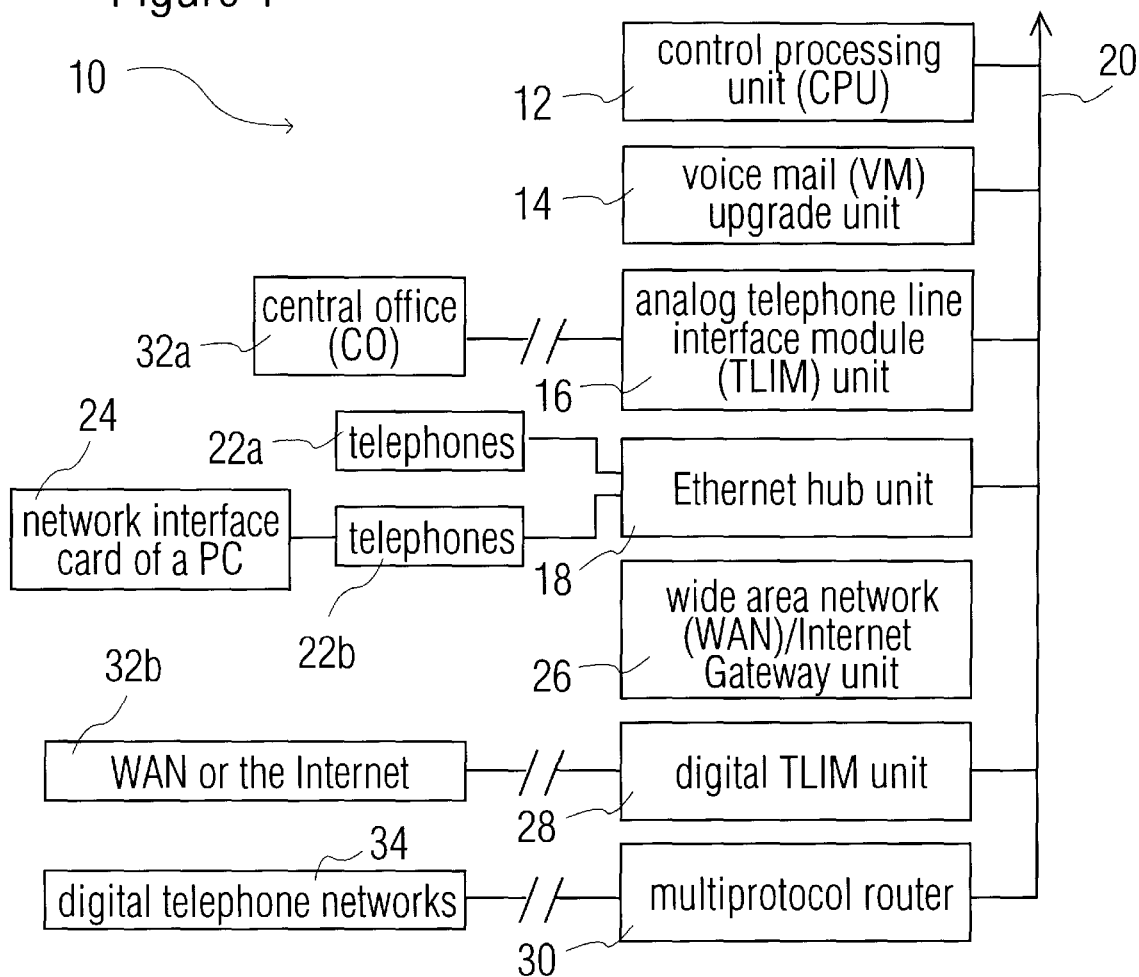 Figure 1
10
control processing
unit (CPU)
20
12
voice mail (VM)
upgrade unit
14
central office
(CO)
32a
analog telephone line
interface module
(TLIM) unit
16
24
22a
telephones
Ethernet hub unit
network interface
card of a PC
telephones
18
22b
wide area network
(WAN)/Internet
Gateway unit
26
32b
WAN or the Internet
digital TLIM unit
28
34
digital telephone networks
multiprotocol router
30